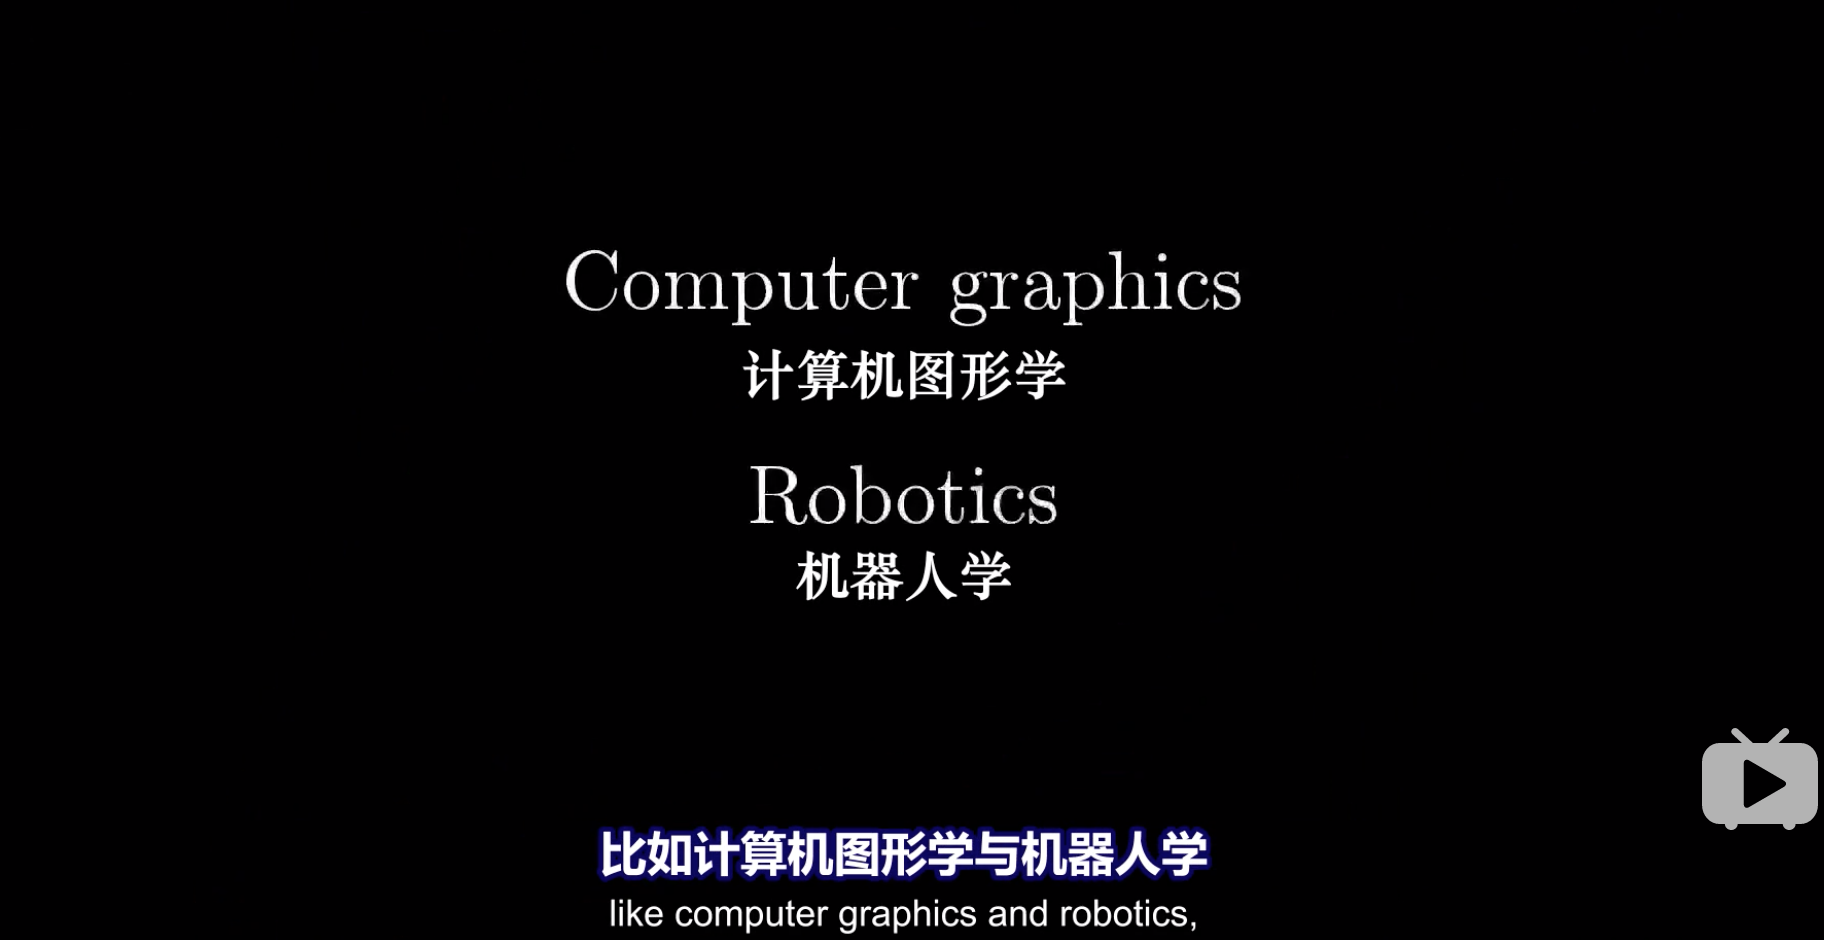 Computer graphics
计算机图形学
Robotics
机器人学
比如计算机图形学与机器人学
like computer graphics and robotics,